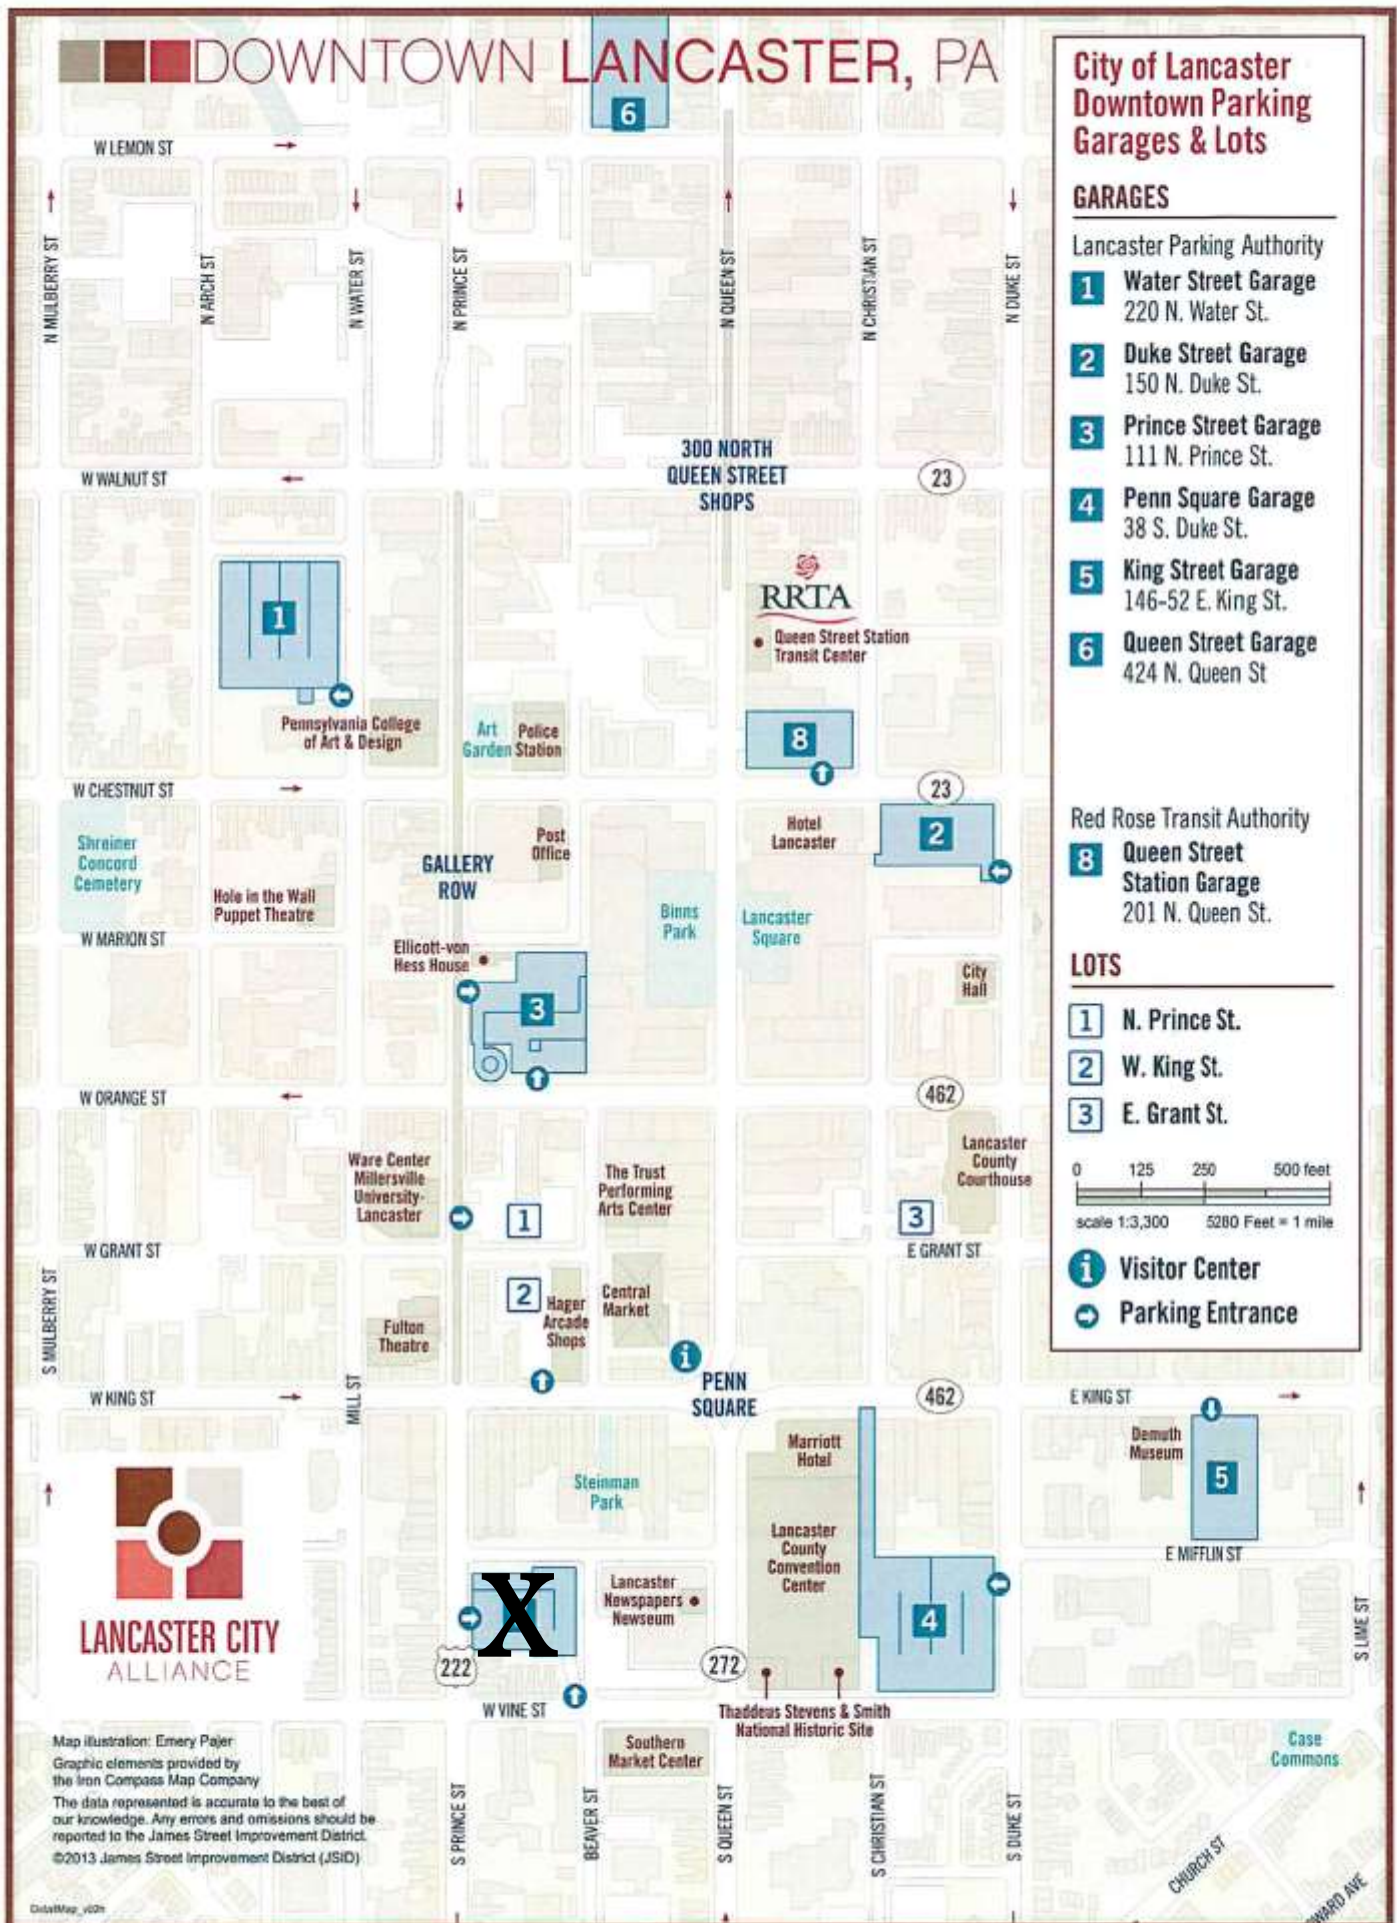 DOWNTOWN LANCASTER, PA
6
W LEMON ST
N MULBERRY ST
N ARCH ST
N WATER ST
N PRINCE ST
N QUEEN ST
N CHRISTIAN ST
N DUKE ST
300 NORTH
QUEEN STREET
SHOPS
W WALNUT ST
23
1
RRTA
Queen Street Station
Transit Center
Pennsylvania College
of Art & Design
Art
Garden
Police
Station
8
W CHESTNUT ST
23
Shreiner
Concord
Cemetery
Hole in the Wall
Puppet Theatre
GALLERY
ROW
Post
Office
Hotel
Lancaster
2
Binns
Park
Lancaster
Square
W MARION ST
Ellicott-von
Hess House
3
City
Hall
W ORANGE ST
462
Ware Center
Millersville
University-
Lancaster
1
The Trust
Performing
Arts Center
Lancaster
County
Courthouse
3
W GRANT ST
E GRANT ST
S MULBERRY ST
Fulton
Theatre
2
Hager
Arcade
Shops
Central
Market
i
PENN
SQUARE
W KING ST
MILL ST
462
E KING ST
Marriott
Hotel
Demuth
Museum
5
Steinman
Park
Lancaster
County
Convention
Center
E MIFFLIN ST
X
Lancaster
Newspapers
Newseum
4
S LIME ST
LANCASTER CITY
ALLIANCE
222
272
W VINE ST
Thaddeus Stevens & Smith
National Historic Site
Southern
Market Center
Case
Commons
S PRINCE ST
BEAVER ST
S QUEEN ST
S CHRISTIAN ST
S DUKE ST
CHURCH ST
Map illustration: Emery Pajer
Graphic elements provided by
the Iron Compass Map Company
The data represented is accurate to the best of
our knowledge. Any errors and omissions should be
reported to the James Street Improvement District.
©2013 James Street Improvement District (JSID)
City of Lancaster
Downtown Parking
Garages & Lots
GARAGES
Lancaster Parking Authority
1 Water Street Garage
220 N. Water St.
2 Duke Street Garage
150 N. Duke St.
3 Prince Street Garage
111 N. Prince St.
4 Penn Square Garage
38 S. Duke St.
5 King Street Garage
146-52 E. King St.
6 Queen Street Garage
424 N. Queen St
Red Rose Transit Authority
8 Queen Street
Station Garage
201 N. Queen St.
LOTS
1 N. Prince St.
2 W. King St.
3 E. Grant St.
0 125 250 500 feet
scale 1:3,300 5280 Feet = 1 mile
i Visitor Center
Parking Entrance